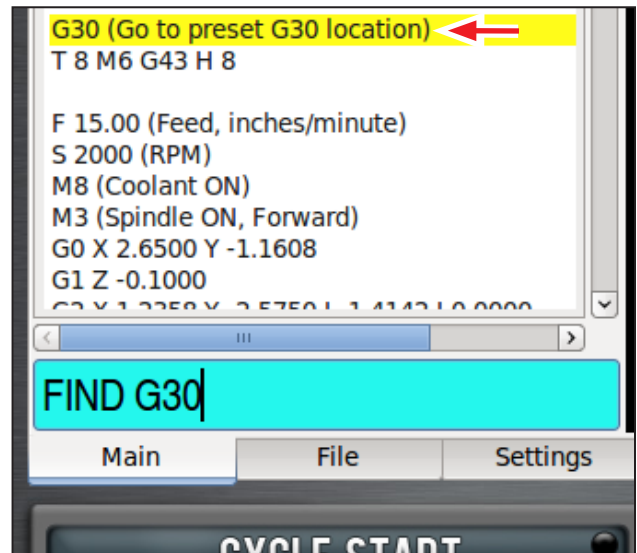 G30 (Go to preset G30 location)
T 8 M6 G43 H 8
F 15.00 (Feed, inches/minute)
S 2000 (RPM)
M8 (Coolant ON)
M3 (Spindle ON, Forward)
G0 X 2.6500 Y -1.1608
G1 Z -0.1000
FIND G30
Main File Settings
CYCLE START